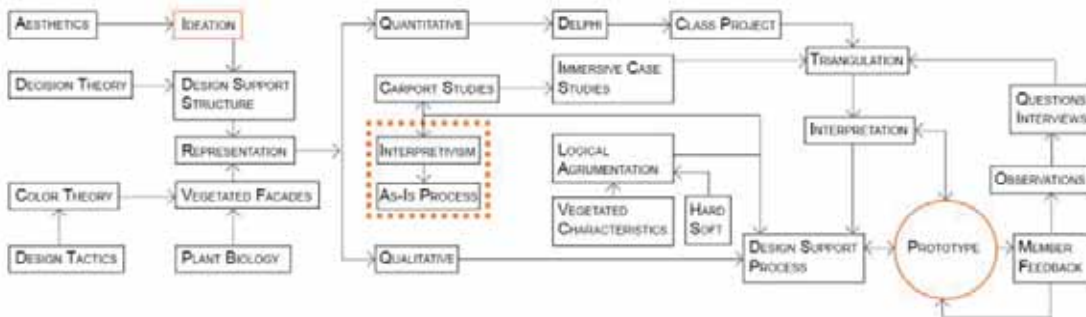 AESTHETICS
IDEATION
QUANTITATIVE
DELPHI
CLASS PROJECT
DECISION THEORY
DESIGN SUPPORT
STRUCTURE
CARPORT STUDIES
IMMERSIVE CASE
STUDIES
TRIANGULATION
QUESTIONS
INTERVIEWS
REPRESENTATION
INTERPRETIVISM
LOGICAL
AGRUMENTATION
INTERPRETATION
OBSERVATIONS
COLOR THEORY
VEGETATED FACADES
AS-IS PROCESS
VEGETATED
CHARACTERISTICS
HARD
SOFT
DESIGN TACTICS
PLANT BIOLOGY
QUALITATIVE
DESIGN SUPPORT
PROCESS
PROTOTYPE
MEMBER
FEEDBACK